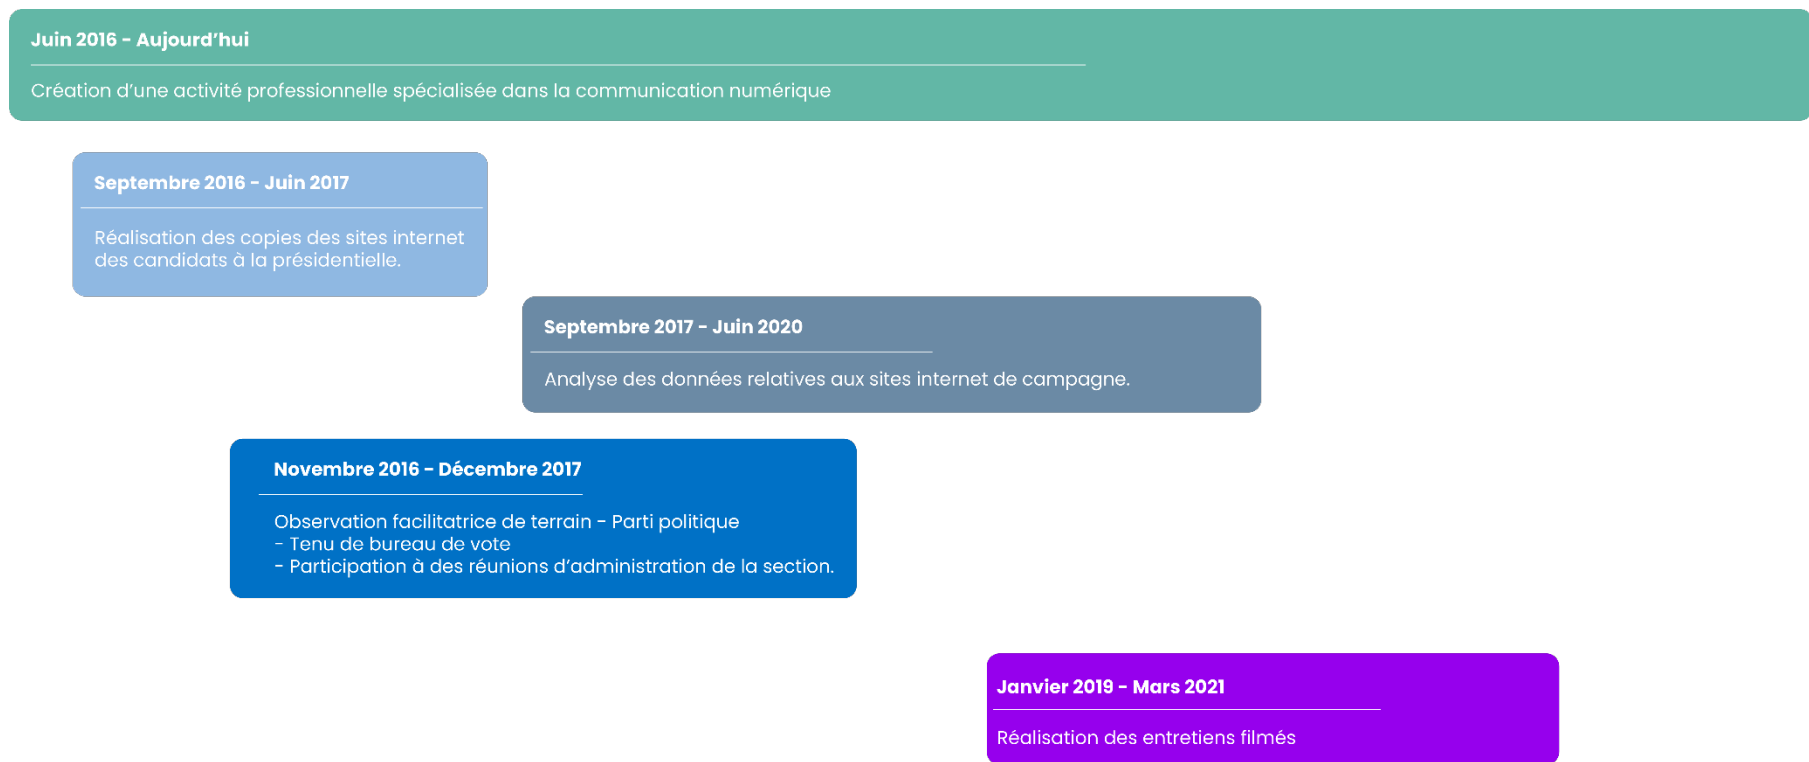 Juin 2016 - Aujourd’hui
Création d’une activité professionnelle spécialisée dans la communication numérique
Septembre 2016 - Juin 2017
Réalisation des copies des sites internet
des candidats à la présidentielle.
Septembre 2017 - Juin 2020
Analyse des données relatives aux sites internet de campagne.
Novembre 2016 - Décembre 2017
Observation facilitatrice de terrain - Parti politique
- Tenu de bureau de vote
- Participation à des réunions d’administration de la section.
Janvier 2019 - Mars 2021
Réalisation des entretiens filmés